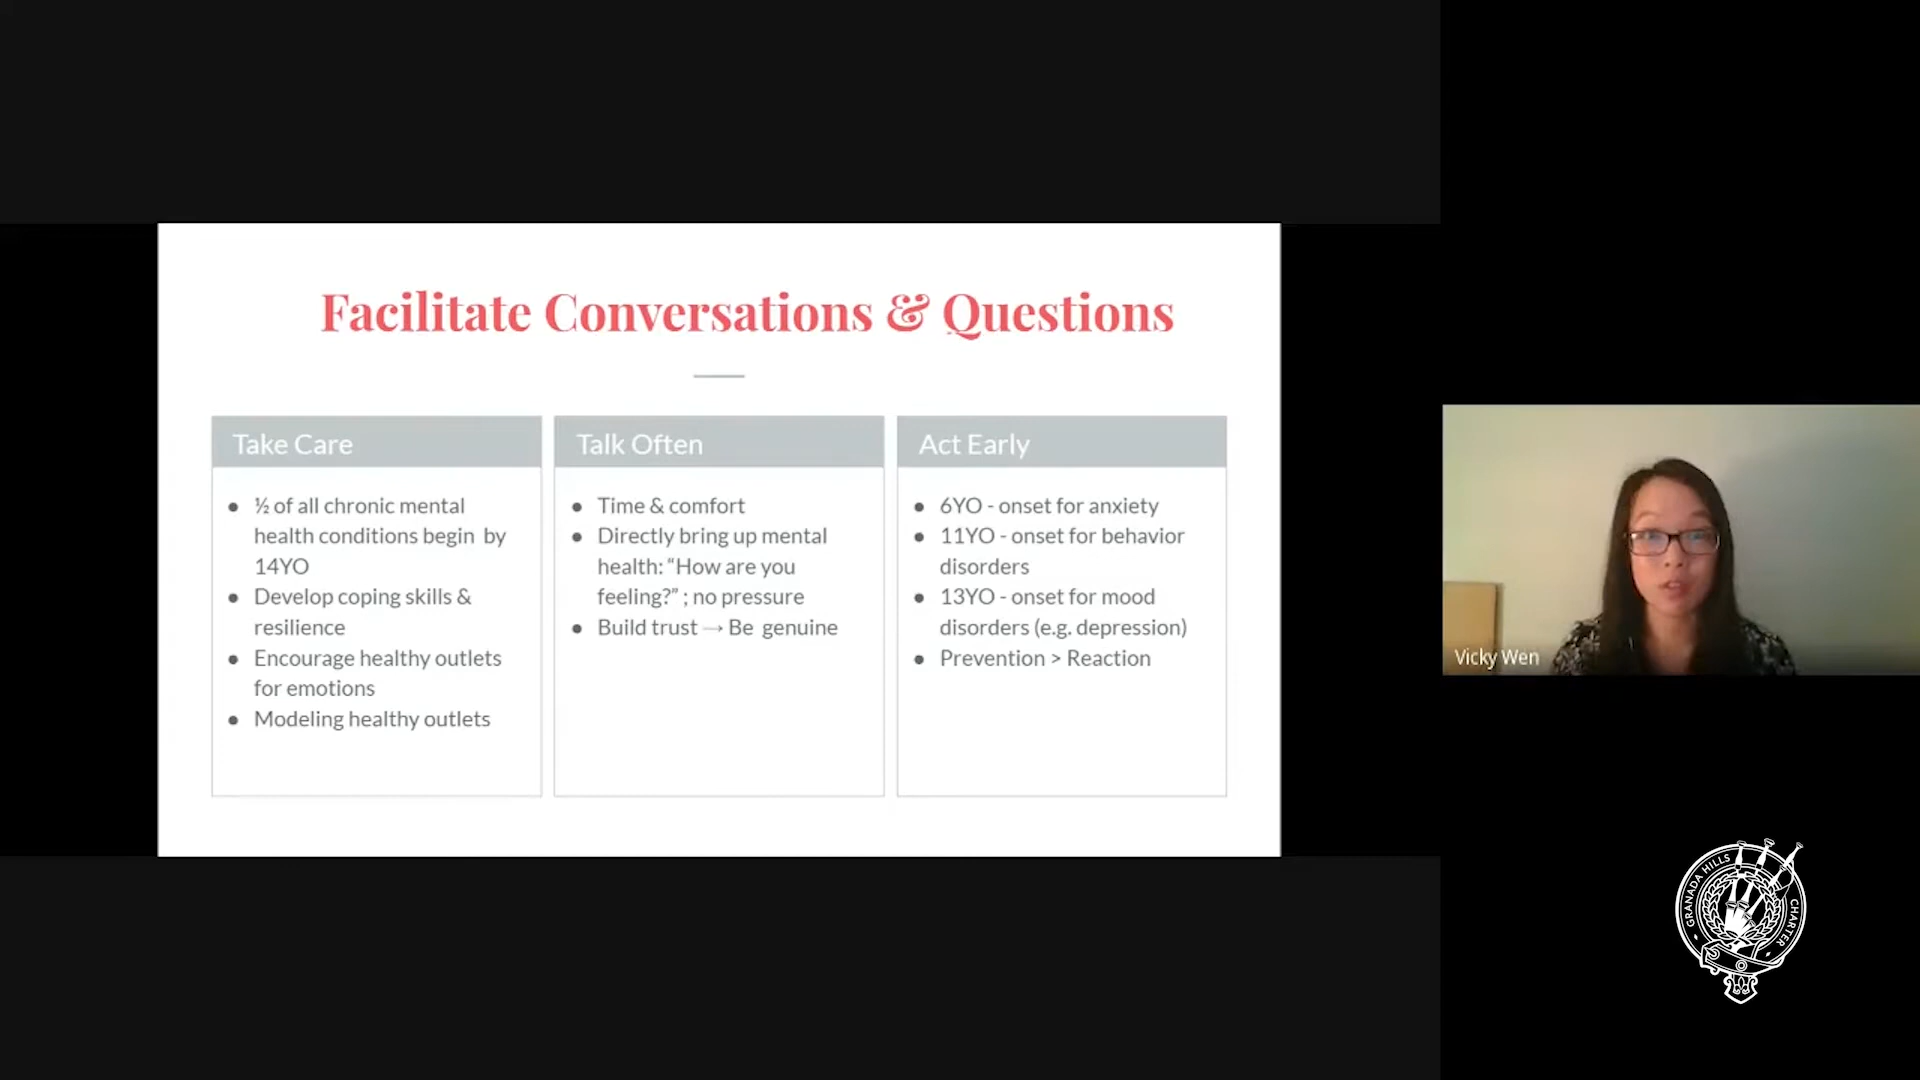 Facilitate Conversations & Questions
Take Care
● ½ of all chronic mental
health conditions begin by
14YO
● Develop coping skills &
resilience
● Encourage healthy outlets
for emotions
● Modeling healthy outlets
Talk Often
● Time & comfort
● Directly bring up mental
health: “How are you
feeling?” ; no pressure
● Build trust → Be genuine
Act Early
● 6YO - onset for anxiety
● 11YO - onset for behavior
disorders
● 13YO - onset for mood
disorders (e.g. depression)
● Prevention > Reaction
Vicky Wen
GRANADA HILLS
CHARTER